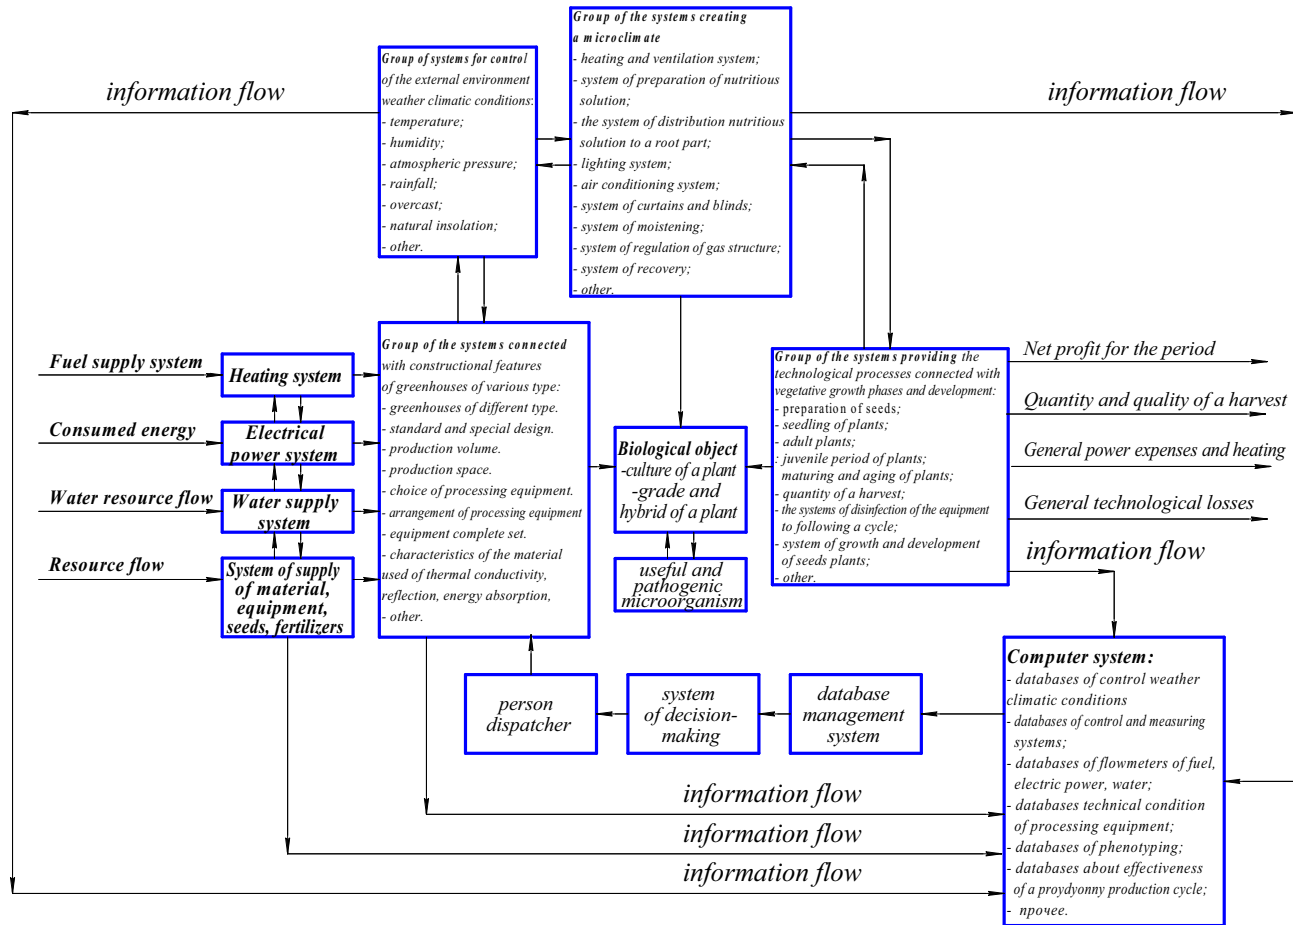 Group of the systems creating
a microclimate
- heating and ventilation system;
- system of preparation of nutritious
solution;
- the system of distribution nutritious
solution to a root part;
- lighting system;
- air conditioning system;
- system of curtains and blinds;
- system of moistening;
- system of regulation of gas structure;
- system of recovery;
- other.
Group of systems for control
of the external environment
weather climatic conditions:
- temperature;
- humidity;
- atmospheric pressure;
- rainfall;
- overcast;
- natural insolation;
- other.
information flow
information flow
Fuel supply system
Consumed energy
Water resource flow
Resource flow
Heating system
Electrical
power system
Water supply
system
System of supply
of material,
equipment,
seeds, fertilizers
Group of the systems connected
with constructional features
of greenhouses of various type:
- greenhouses of different type.
- standard and special design.
- production volume.
- production space.
- choice of processing equipment.
- arrangement of processing equipment
- equipment complete set.
- characteristics of the material
used of thermal conductivity,
reflection, energy absorption,
- other.
Biological object
-culture of a plant
-grade and
hybrid of a plant
useful and
pathogenic
microorganism
Group of the systems providing the
technological processes connected with
vegetative growth phases and development:
- preparation of seeds;
- seedling of plants;
- adult plants;
: juvenile period of plants;
maturing and aging of plants;
- quantity of a harvest;
- the systems of disinfection of the equipment
to following a cycle;
- system of growth and development
of seeds plants;
- other.
Net profit for the period
Quantity and quality of a harvest
General power expenses and heating
General technological losses
information flow
person
dispatcher
system
of decision-
making
database
management
system
Computer system:
- databases of control weather
climatic conditions
- databases of control and measuring
systems;
- databases of flowmeters of fuel,
electric power, water;
- databases technical condition
of processing equipment;
- databases of phenotyping;
- databases about effectiveness
of a proydyonny production cycle;
- прочее.
information flow
information flow
information flow